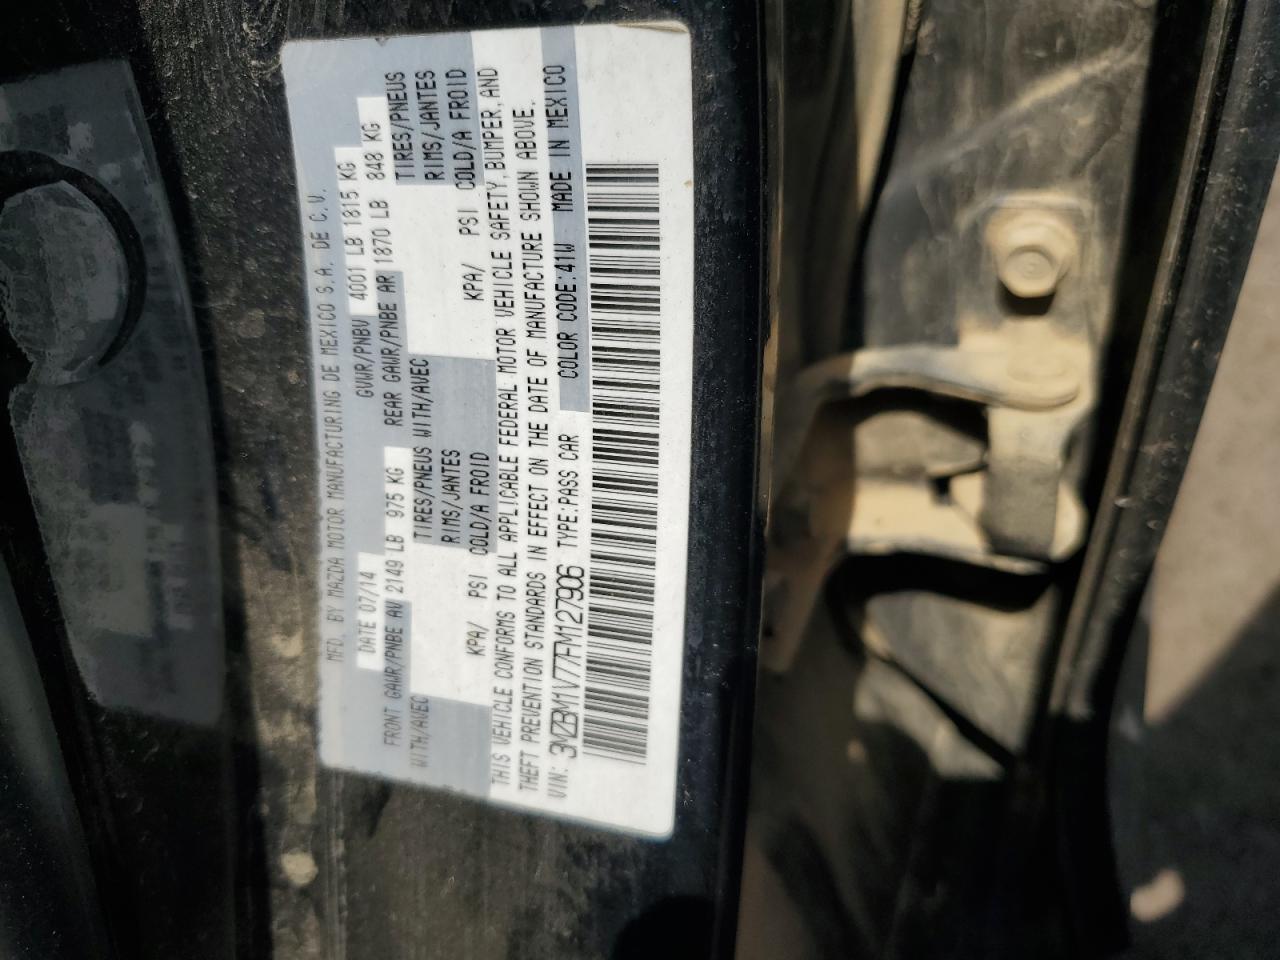 MFD. BY MAZDA MOTOR MANUFACTURING DE MEXICO S.A. DE C.V.
DATE 07/14 GVWR/PNBV 4001 LB 1815 KG
FRONT GAWR/PNBE AV 2149 LB 975 KG REAR GAWR/PNBE AR 1870 LB 848 KG
WITH/AVEC TIRES/PNEUS WITH/AVEC TIRES/PNEUS
RIMS/JANTES RIMS/JANTES
KPA/ PSI COLD/A FROID KPA/ PSI COLD/A FROID
THIS VEHICLE CONFORMS TO ALL APPLICABLE FEDERAL MOTOR VEHICLE SAFETY, BUMPER, AND
THEFT PREVENTION STANDARDS IN EFFECT ON THE DATE OF MANUFACTURE SHOWN ABOVE.
VIN: 3MZBM1V77FM127906 TYPE:PASS CAR COLOR CODE:41W MADE IN MEXICO